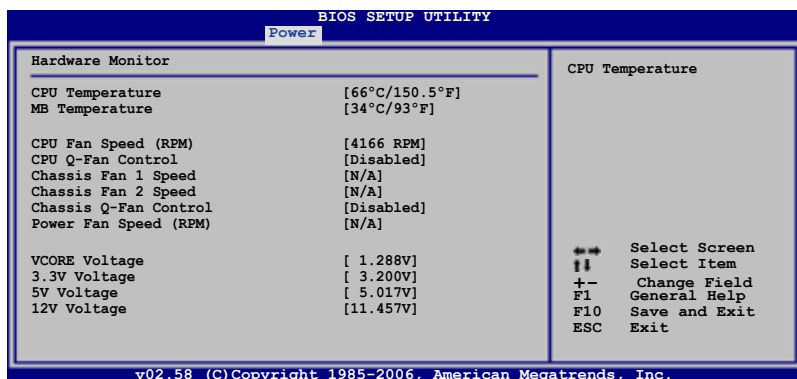 BIOS SETUP UTILITY
Power
Hardware Monitor
CPU Temperature [66°C/150.5°F]
MB Temperature [34°C/93°F]
CPU Fan Speed (RPM) [4166 RPM]
CPU Q-Fan Control [Disabled]
Chassis Fan 1 Speed [N/A]
Chassis Fan 2 Speed [N/A]
Chassis Q-Fan Control [Disabled]
Power Fan Speed (RPM) [N/A]
VCORE Voltage [ 1.288V]
3.3V Voltage [ 3.200V]
5V Voltage [ 5.017V]
12V Voltage [11.457V]
CPU Temperature
←→ Select Screen
↑↓ Select Item
+- Change Field
F1 General Help
F10 Save and Exit
ESC Exit
v02.58 (C)Copyright 1985-2006, American Megatrends, Inc.